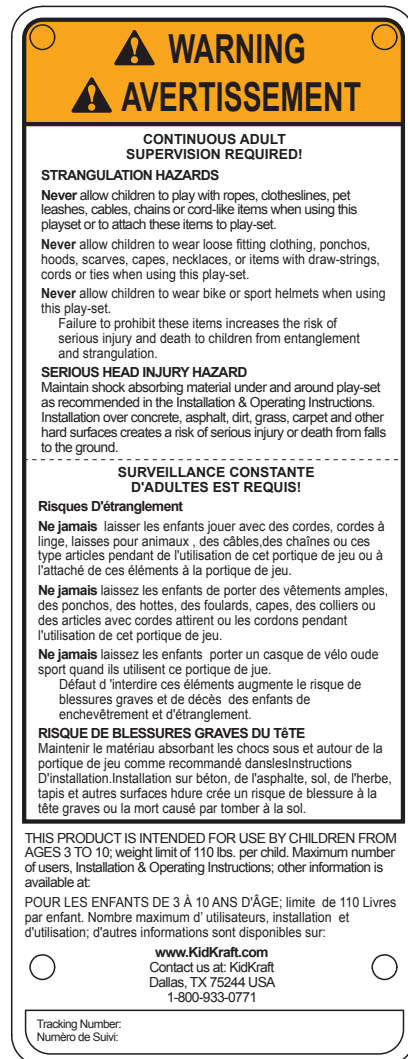 WARNING
AVERTISSEMENT
CONTINUOUS ADULT
SUPERVISION REQUIRED!
STRANGULATION HAZARDS
Never allow children to play with ropes, clotheslines, pet
leashes, cables, chains or cord-like items when using this
playset or to attach these items to play-set.
Never allow children to wear loose fitting clothing, ponchos,
hoods, scarves, capes, necklaces, or items with draw-strings,
cords or ties when using this play-set.
Never allow children to wear bike or sport helmets when using
this play-set.
Failure to prohibit these items increases the risk of
serious injury and death to children from entanglement
and strangulation.
SERIOUS HEAD INJURY HAZARD
Maintain shock absorbing material under and around play-set
as recommended in the Installation & Operating Instructions.
Installation over concrete, asphalt, dirt, grass, carpet and other
hard surfaces creates a risk of serious injury or death from falls
to the ground.
SURVEILLANCE CONSTANTE
D'ADULTES EST REQUIS!
Risques D'étranglement
Ne jamais laisser les enfants jouer avec des cordes, cordes à
linge, laisses pour animaux , des câbles,des chaînes ou ces
type articles pendant de l'utilisation de cet portique de jeu ou à
l'attaché de ces éléments à la portique de jeu.
Ne jamais laissez les enfants de porter des vêtements amples,
des ponchos, des hottes, des foulards, capes, des colliers ou
des articles avec cordes attirent ou les cordons pendant
l'utilisation de cet portique de jeu.
Ne jamais laissez les enfants porter un casque de vélo oude
sport quand ils utilisent ce portique de jue.
Défaut d 'interdire ces éléments augmente le risque de
blessures graves et de décès des enfants de
enchevêtrement et d'étranglement.
RISQUE DE BLESSURES GRAVES DU TêTE
Maintenir le matériau absorbant les chocs sous et autour de la
portique de jeu comme recommandé danslesInstructions
D'installation.Installation sur béton, de l'asphalte, sol, de l'herbe,
tapis et autres surfaces hdure crée un risque de blessure à la
tête graves ou la mort causé par tomber à la sol.
THIS PRODUCT IS INTENDED FOR USE BY CHILDREN FROM
AGES 3 TO 10; weight limit of 110 lbs. per child. Maximum number
of users, Installation & Operating Instructions; other information is
available at:
POUR LES ENFANTS DE 3 À 10 ANS D'ÂGE; limite de 110 Livres
par enfant. Nombre maximum d' utilisateurs, installation et
d'utilisation; d'autres informations sont disponibles sur:
www.KidKraft.com
Contact us at: KidKraft
Dallas, TX 75244 USA
1-800-933-0771
Tracking Number:
Numèro de Suivi: